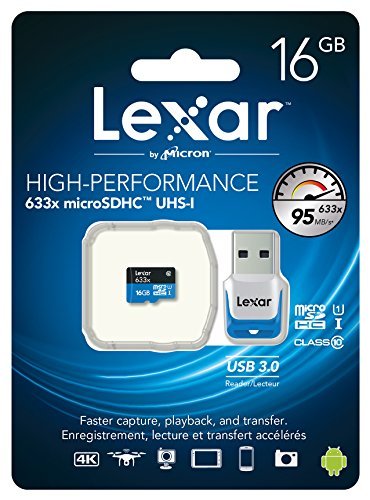 16 GB
Lexar
by Micron
HIGH-PERFORMANCE
633x microSDHC™ UHS-I
633x
95 MB/s*
Lexar
633x
16GB
Lexar
micro SD HC I
CLASS 10
USB 3.0
Reader/Lecteur
Faster capture, playback, and transfer.
Enregistrement, lecture et transfert accélérés
4K